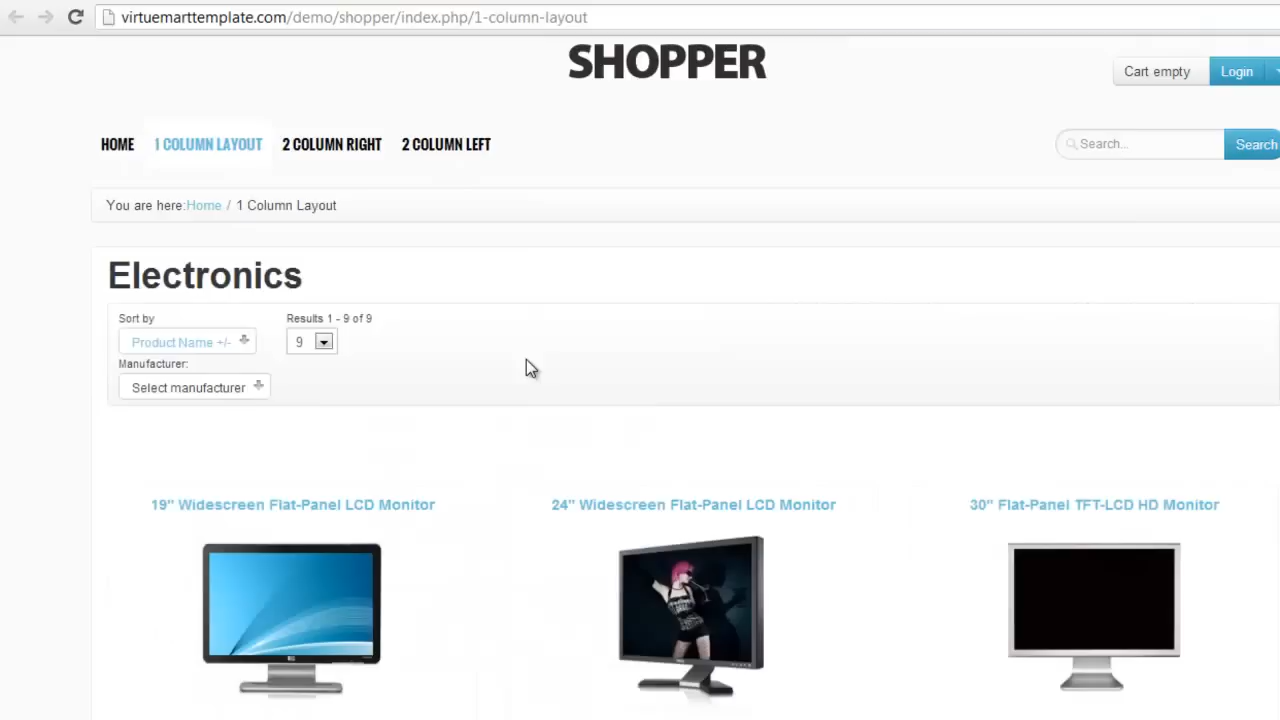 virtuemarttemplate.com/demo/shopper/index.php/1-column-layout
SHOPPER
Cart empty Login
HOME 1 COLUMN LAYOUT 2 COLUMN RIGHT 2 COLUMN LEFT
Search... Search
You are here:Home / 1 Column Layout
Electronics
Sort by Results 1 - 9 of 9
Product Name +/- 9
Manufacturer:
Select manufacturer
19" Widescreen Flat-Panel LCD Monitor 24" Widescreen Flat-Panel LCD Monitor 30" Flat-Panel TFT-LCD HD Monitor